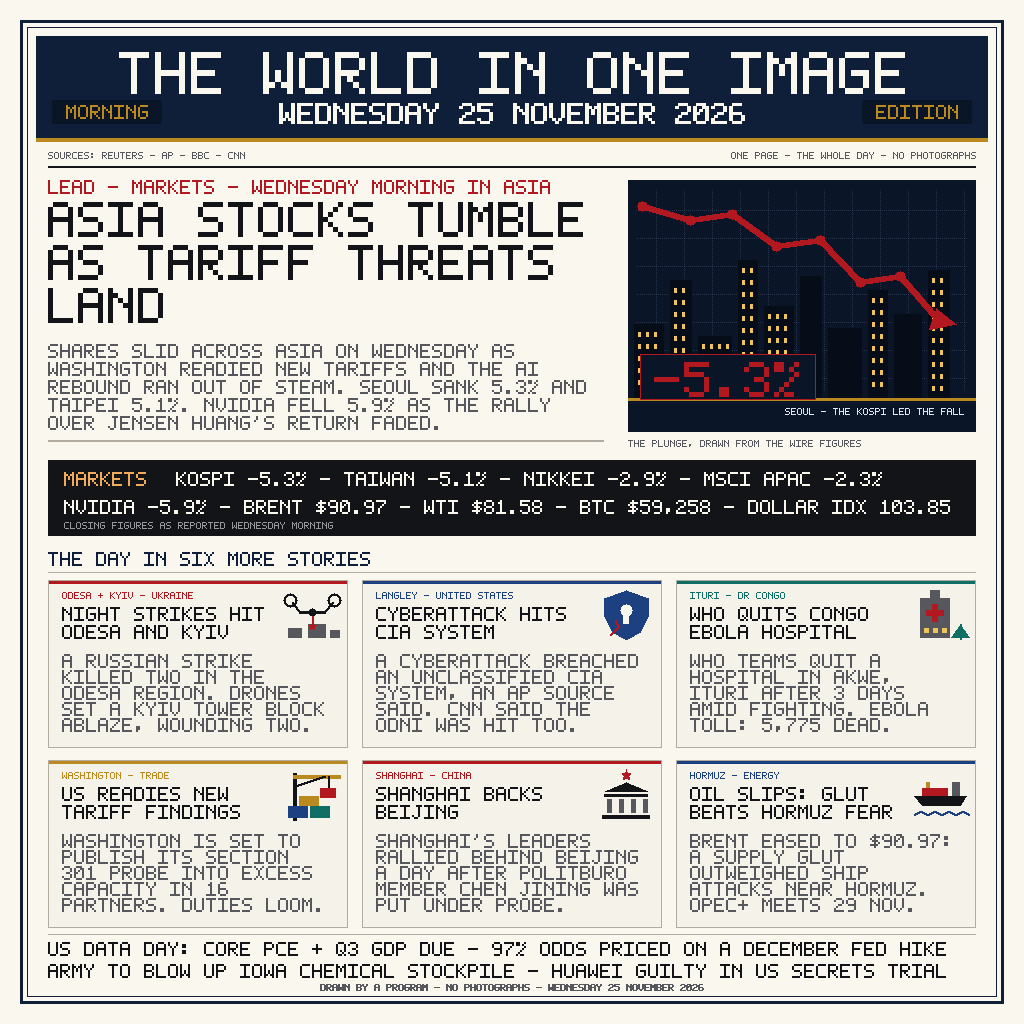 THE WORLD IN ONE IMAGE
MORNING
WEDNESDAY 25 NOVEMBER 2026
EDITION
SOURCES: REUTERS - AP - BBC - CNN
ONE PAGE - THE WHOLE DAY - NO PHOTOGRAPHS
LEAD - MARKETS - WEDNESDAY MORNING IN ASIA
ASIA STOCKS TUMBLE
AS TARIFF THREATS
LAND
SHARES SLID ACROSS ASIA ON WEDNESDAY AS
WASHINGTON READIED NEW TARIFFS AND THE AI
REBOUND RAN OUT OF STEAM. SEOUL SANK 5.3% AND
TAIPEI 5.1%. NVIDIA FELL 5.9% AS THE RALLY
OVER JENSEN HUANG'S RETURN FADED.
-5.3%
SEOUL - THE KOSPI LED THE FALL
THE PLUNGE, DRAWN FROM THE WIRE FIGURES
MARKETS KOSPI -5.3% - TAIWAN -5.1% - NIKKEI -2.9% - MSCI APAC -2.3%
NVIDIA -5.9% - BRENT $90.97 - WTI $81.58 - BTC $59,258 - DOLLAR IDX 103.85
CLOSING FIGURES AS REPORTED WEDNESDAY MORNING
THE DAY IN SIX MORE STORIES
ODESA + KYIV - UKRAINE
NIGHT STRIKES HIT
ODESA AND KYIV
A RUSSIAN STRIKE
KILLED TWO IN THE
ODESA REGION. DRONES
SET A KYIV TOWER BLOCK
ABLAZE, WOUNDING TWO.
LANGLEY - UNITED STATES
CYBERATTACK HITS
CIA SYSTEM
A CYBERATTACK BREACHED
AN UNCLASSIFIED CIA
SYSTEM, AN AP SOURCE
SAID. CNN SAID THE
ODNI WAS HIT TOO.
ITURI - DR CONGO
WHO QUITS CONGO
EBOLA HOSPITAL
WHO TEAMS QUIT A
HOSPITAL IN AKWE,
ITURI AFTER 3 DAYS
AMID FIGHTING. EBOLA
TOLL: 5,775 DEAD.
WASHINGTON - TRADE
US READIES NEW
TARIFF FINDINGS
WASHINGTON IS SET TO
PUBLISH ITS SECTION
301 PROBE INTO EXCESS
CAPACITY IN 16
PARTNERS. DUTIES LOOM.
SHANGHAI - CHINA
SHANGHAI BACKS
BEIJING
SHANGHAI'S LEADERS
RALLIED BEHIND BEIJING
A DAY AFTER POLITBURO
MEMBER CHEN JINING WAS
PUT UNDER PROBE.
HORMUZ - ENERGY
OIL SLIPS: GLUT
BEATS HORMUZ FEAR
BRENT EASED TO $90.97:
A SUPPLY GLUT
OUTWEIGHED SHIP
ATTACKS NEAR HORMUZ.
OPEC+ MEETS 29 NOV.
US DATA DAY: CORE PCE + Q3 GDP DUE - 97% ODDS PRICED ON A DECEMBER FED HIKE
ARMY TO BLOW UP IOWA CHEMICAL STOCKPILE - HUAWEI GUILTY IN US SECRETS TRIAL
DRAWN BY A PROGRAM - NO PHOTOGRAPHS - WEDNESDAY 25 NOVEMBER 2026